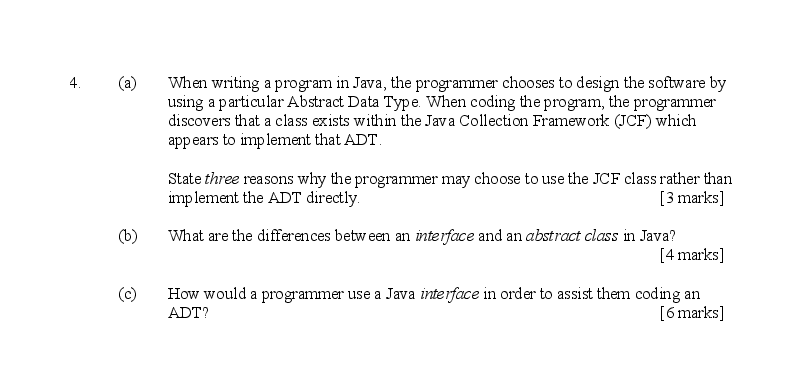 4. (a) When writing a program in Java, the programmer chooses to design the software by
using a particular Abstract Data Type. When coding the program, the programmer
discovers that a class exists within the Java Collection Framework (JCF) which
appears to implement that ADT.
State three reasons why the programmer may choose to use the JCF class rather than
implement the ADT directly. [3 marks]
(b) What are the differences between an interface and an abstract class in Java?
[4 marks]
(c) How would a programmer use a Java interface in order to assist them coding an
ADT? [6 marks]